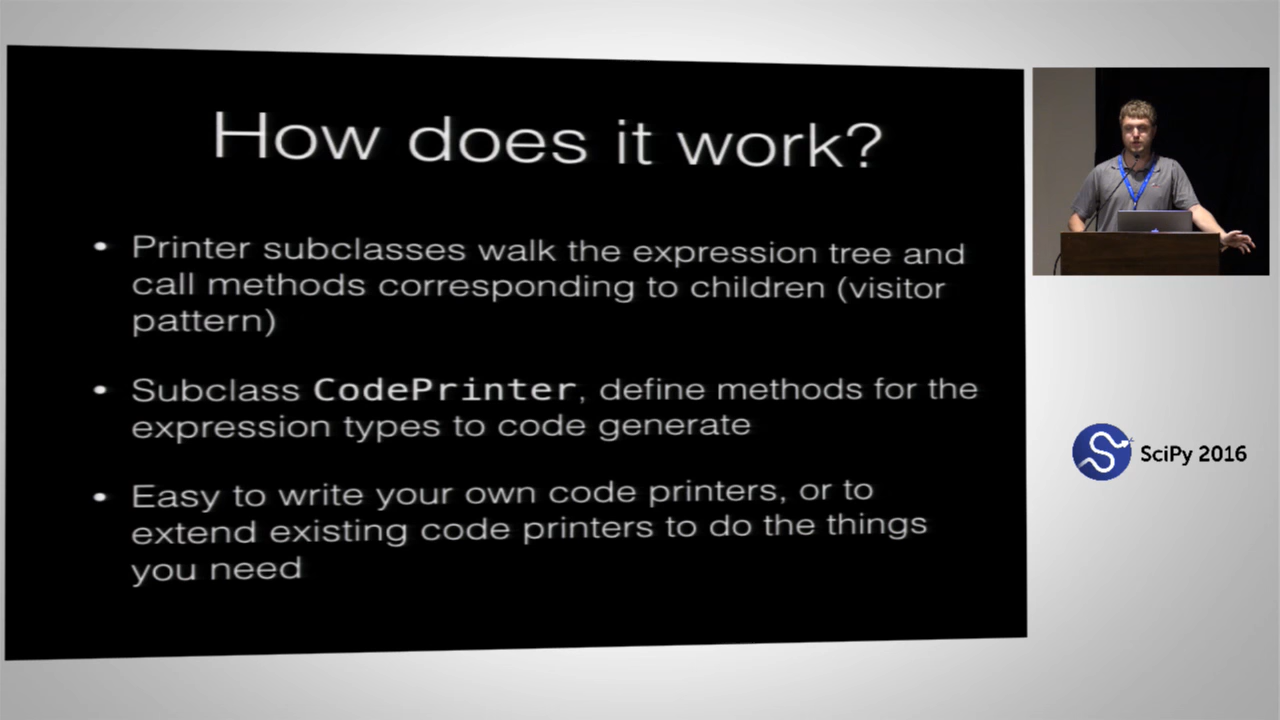 How does it work?
• Printer subclasses walk the expression tree and
call methods corresponding to children (visitor
pattern)
• Subclass CodePrinter, define methods for the
expression types to code generate
• Easy to write your own code printers, or to
extend existing code printers to do the things
you need
SciPy 2016